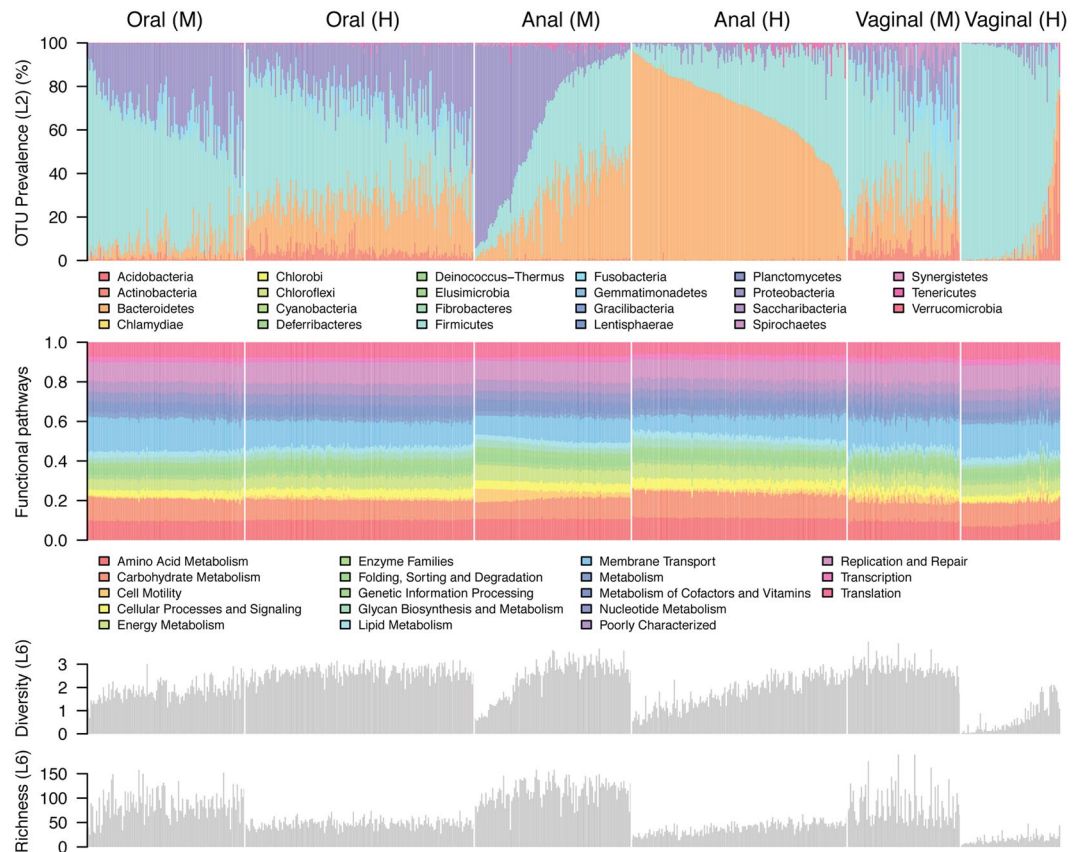 Oral (M) Oral (H) Anal (M) Anal (H) Vaginal (M) Vaginal (H)
OTU Prevalence (L2) (%)
100
80
60
40
20
0
Acidobacteria Chlorobi Deinococcus–Thermus Fusobacteria Planctomycetes Synergistetes
Actinobacteria Chloroflexi Elusimicrobia Gemmatimonadetes Proteobacteria Tenericutes
Bacteroidetes Cyanobacteria Fibrobacteres Gracilibacteria Saccharibacteria Verrucomicrobia
Chlamydiae Deferribacteres Firmicutes Lentisphaerae Spirochaetes
Functional pathways
1.0
0.8
0.6
0.4
0.2
0.0
Amino Acid Metabolism Enzyme Families Membrane Transport Replication and Repair
Carbohydrate Metabolism Folding, Sorting and Degradation Metabolism Transcription
Cell Motility Genetic Information Processing Metabolism of Cofactors and Vitamins Translation
Cellular Processes and Signaling Glycan Biosynthesis and Metabolism Nucleotide Metabolism
Energy Metabolism Lipid Metabolism Poorly Characterized
Diversity (L6)
3
2
1
0
Richness (L6)
150
100
50
0